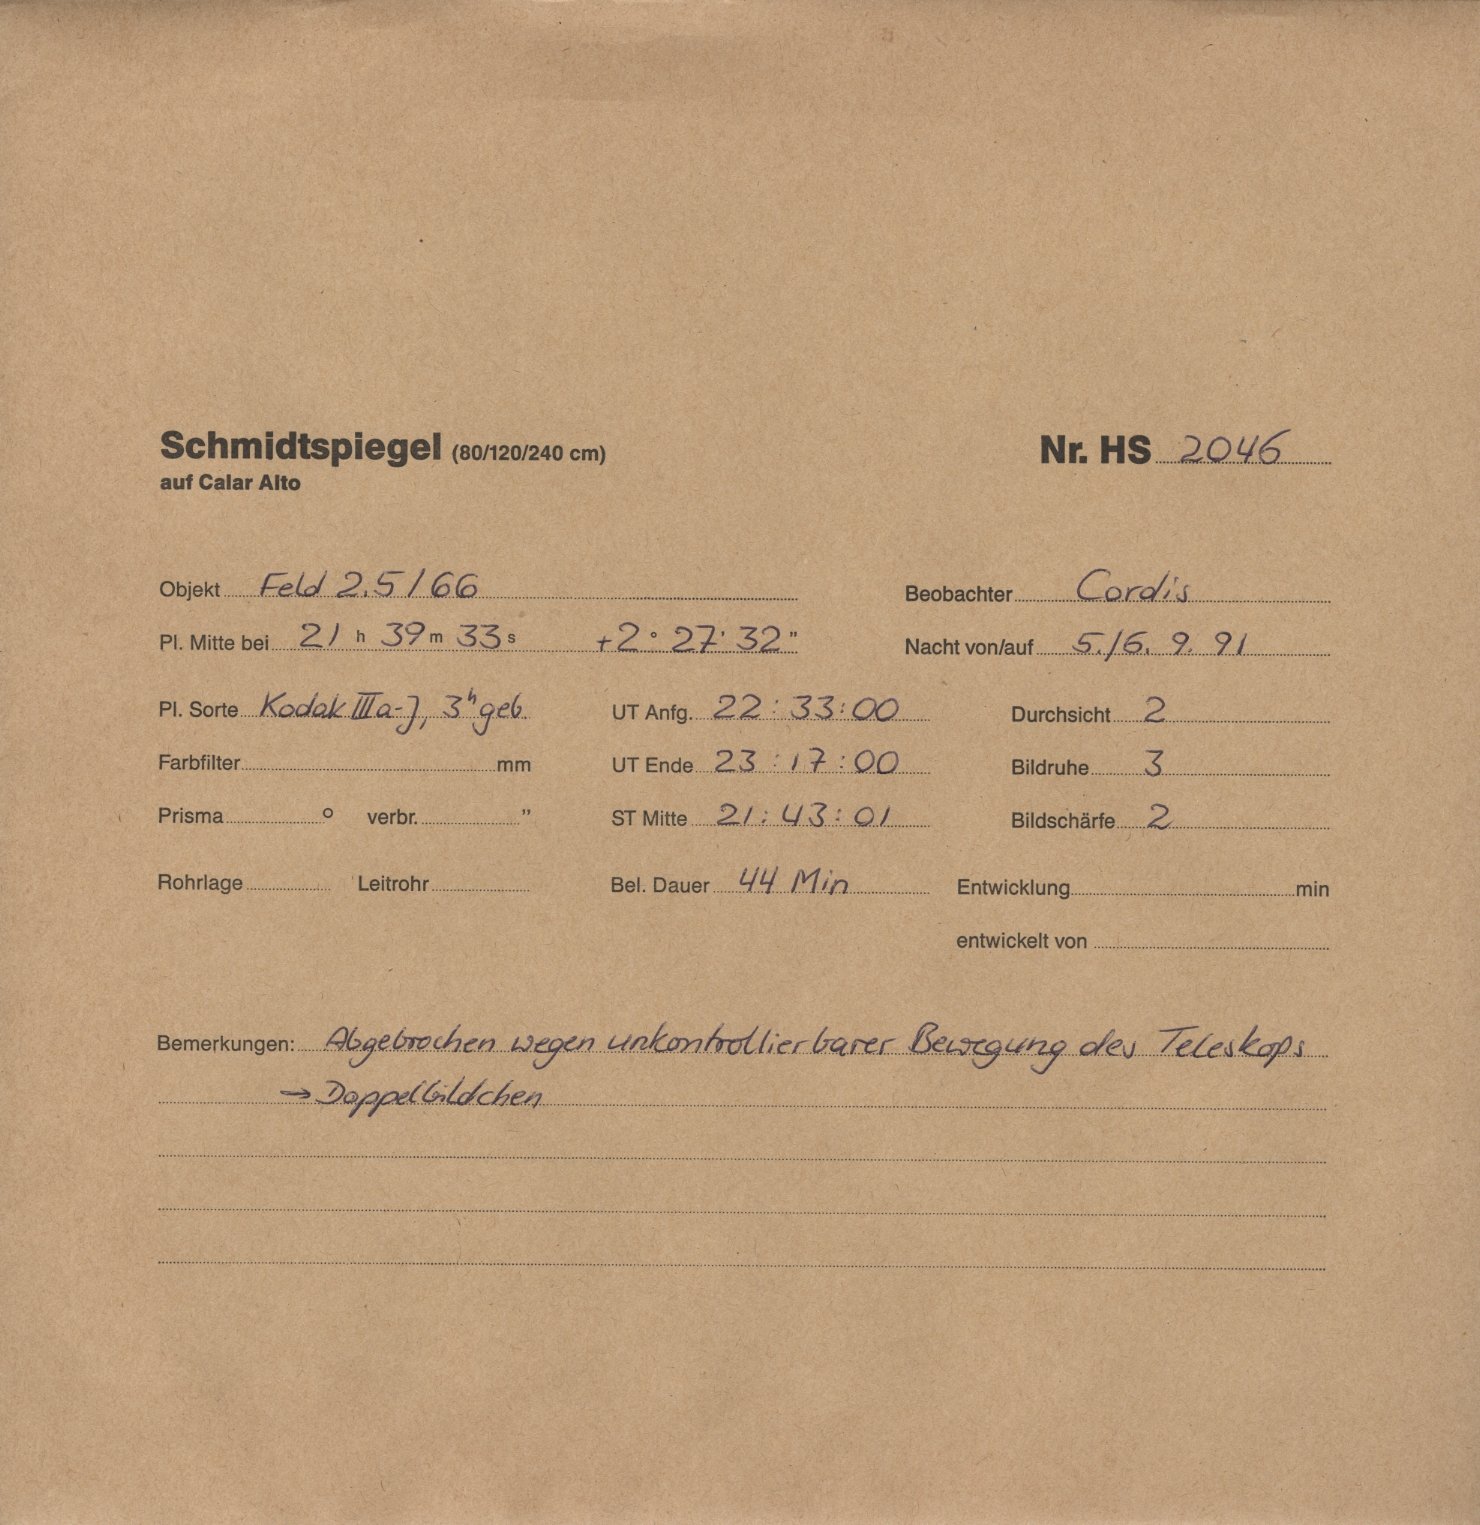 Schmidtspiegel (80/120/240 cm) Nr. HS 2046
auf Calar Alto
Objekt Feld 2.5/66 Beobachter Cordis
Pl. Mitte bei 21 h 39 m 33 s +2° 27' 32" Nacht von/auf 5./6. 9. 91
Pl. Sorte Kodak IIIa-J, 3h geb. UT Anfg. 22:33:00 Durchsicht 2
Farbfilter mm UT Ende 23:17:00 Bildruhe 3
Prisma ° verbr. " ST Mitte 21:43:01 Bildschärfe 2
Rohrlage Leitrohr Bel. Dauer 44 Min Entwicklung min
entwickelt von
Bemerkungen: Abgebrochen wegen unkontrollierbarer Bewegung des Teleskops
→ Doppelbildchen